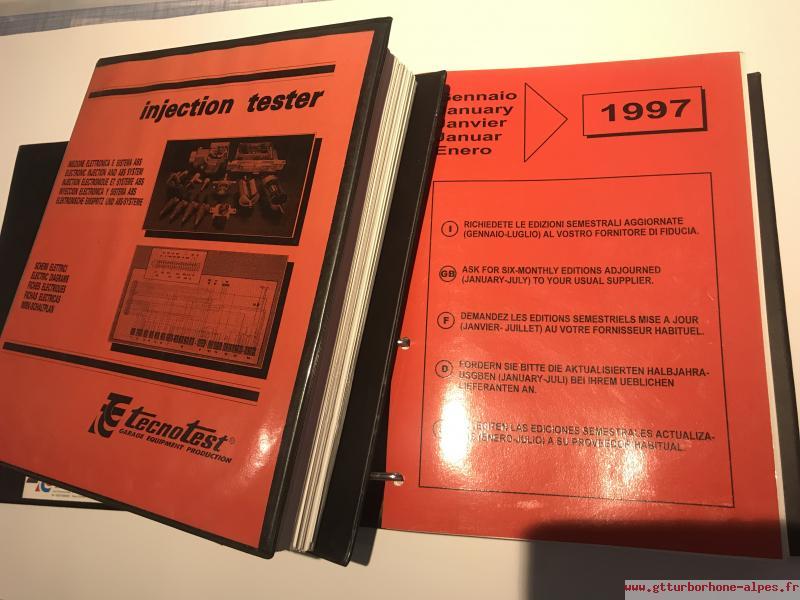 injection tester
INIEZIONE ELETTRONICA E SISTEMA ABS
ELECTRONIC INJECTION AND ABS SYSTEM
INJECTION ELECTRONIQUE ET SYSTEME ABS
INYECCION ELECTRONICA Y SISTEMA ABS
ELEKTRONISCHE EINSPRITZ UND ABS-SYSTEME
SCHEMI ELETTRICI
ELECTRIC DIAGRAMS
FICHES ELECTRIQUES
FICHAS ELECTRICAS
tecnotest®
GARAGE EQUIPMENT PRODUCTION
Gennaio
January
Janvier
Januar
Enero
1997
I RICHIEDETE LE EDIZIONI SEMESTRALI AGGIORNATE
(GENNAIO-LUGLIO) AL VOSTRO FORNITORE DI FIDUCIA.
GB ASK FOR SIX-MONTHLY EDITIONS ADJOURNED
(JANUARY-JULY) TO YOUR USUAL SUPPLIER.
F DEMANDEZ LES EDITIONS SEMESTRIELS MISE A JOUR
(JANVIER- JUILLET) AU VOTRE FORNISSEUR HABITUEL.
D FORDERN SIE BITTE DIE AKTUALISIERTEN HALBJAHRA-
USGBEN (JANUARY-JULI) BEI IHREM UEBLICHEN
LIEFERANTEN AN.
LAS EDICIONES SEMESTRALES ACTUALIZA-
(ENERO-JULIO) A SU PROVEEDOR HABITUAL.
www.gtturborhone-alpes.fr